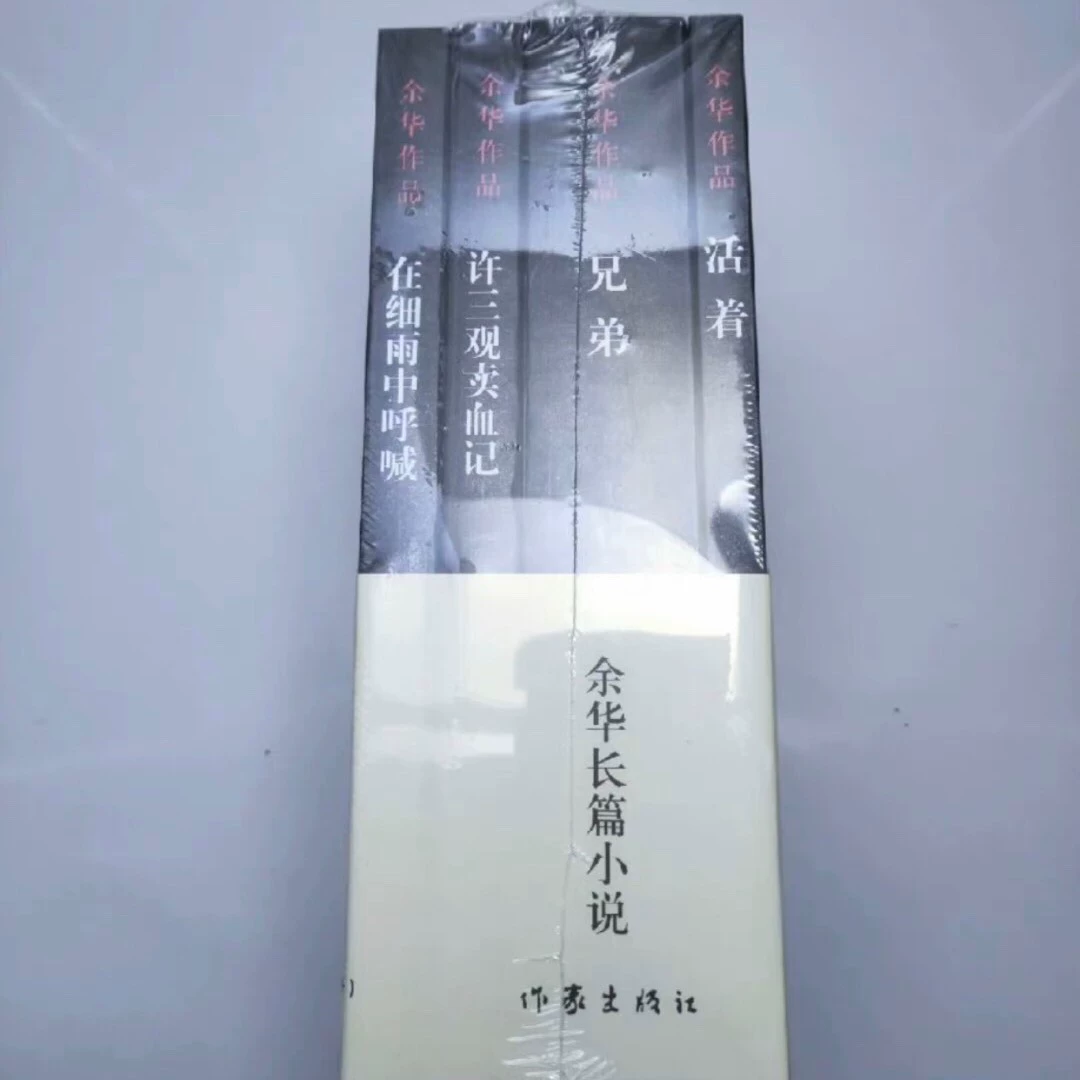 余华作品
在细雨中呼喊
余华作品
许三观卖血记
余华作品
兄弟
余华作品
活着
余华长篇小说
作家出版社